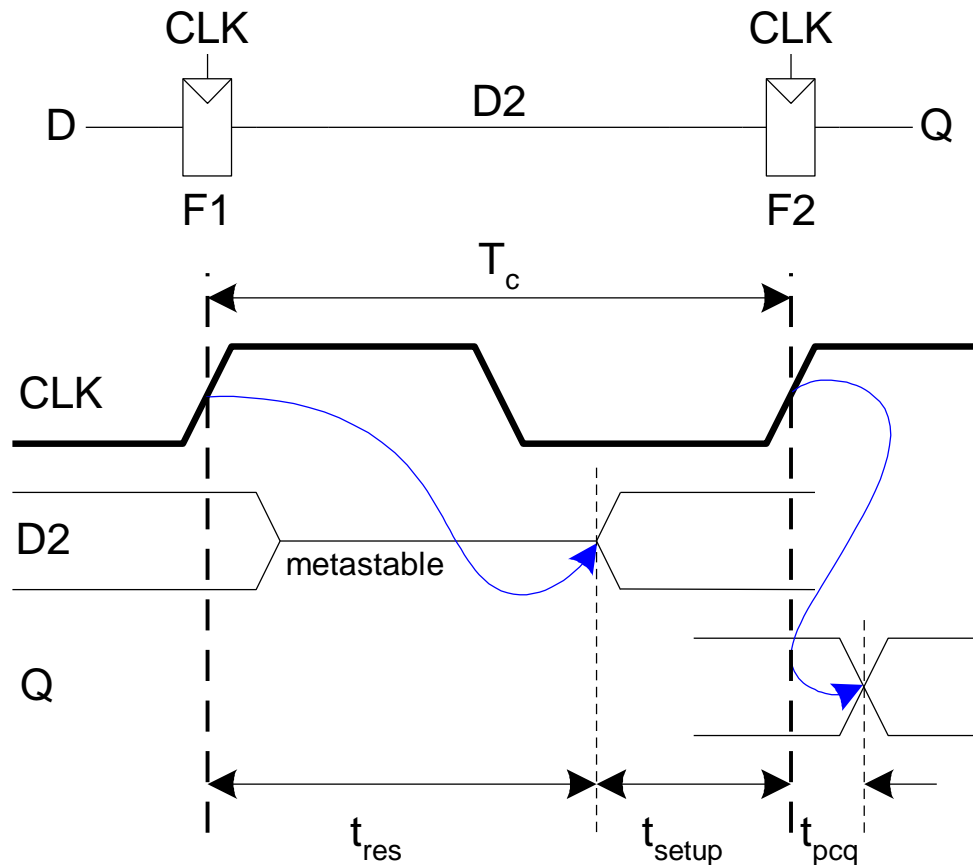 CLK CLK
D D2 Q
F1 F2
T_c
CLK
D2
metastable
Q
t_res t_setup t_pcq